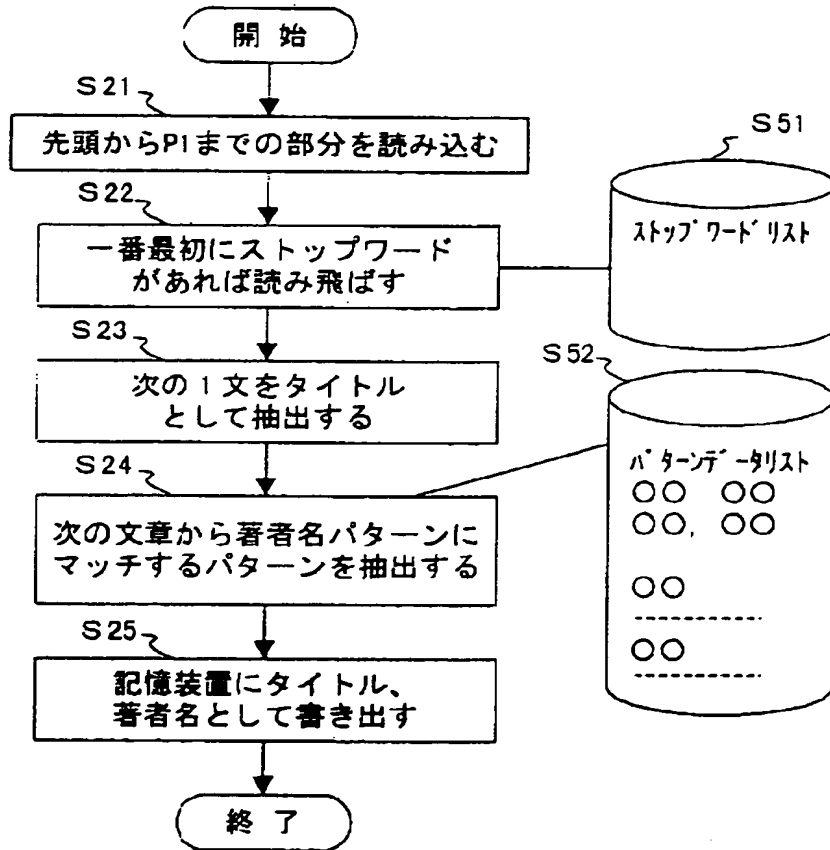 開始
S21
先頭からP1までの部分を読み込む
S22
一番最初にストップワード
があれば読み飛ばす
S51
ストップワードリスト
S23
次の1文をタイトル
として抽出する
S52
パターンデータリスト
○○ ○○
○○, ○○
○○
○○
S24
次の文章から著者名パターンに
マッチするパターンを抽出する
S25
記憶装置にタイトル、
著者名として書き出す
終了